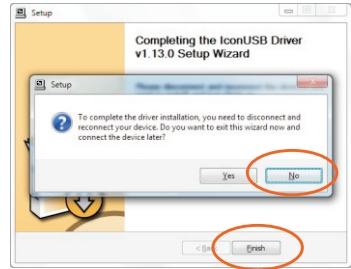 Setup
Completing the IconUSB Driver
v1.13.0 Setup Wizard
Setup
To complete the driver installation, you need to disconnect and
reconnect your device. Do you want to exit this wizard now and
connect the device later?
Yes
No
Finish